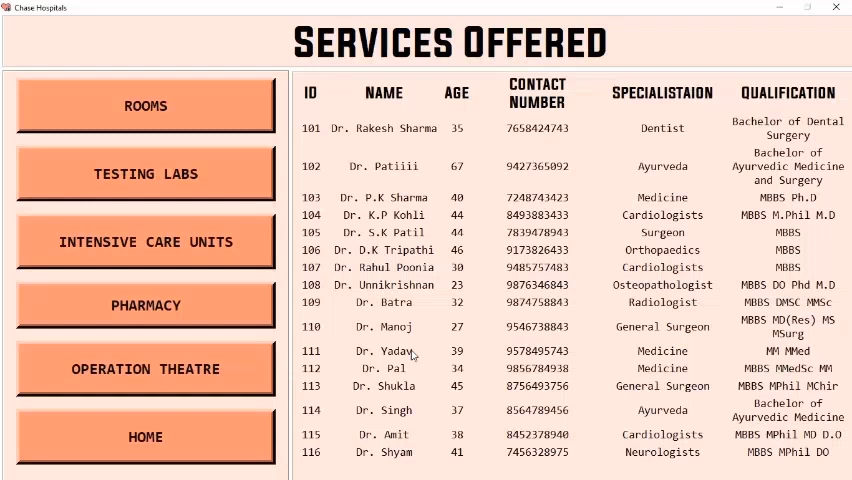 Chase Hospitals
SERVICES OFFERED
ROOMS
TESTING LABS
INTENSIVE CARE UNITS
PHARMACY
OPERATION THEATRE
HOME
ID NAME AGE CONTACT NUMBER SPECIALISTAION QUALIFICATION
101 Dr. Rakesh Sharma 35 7658424743 Dentist Bachelor of Dental Surgery
102 Dr. Patiiii 67 9427365092 Ayurveda Bachelor of Ayurvedic Medicine and Surgery
103 Dr. P.K Sharma 40 7248743423 Medicine MBBS Ph.D
104 Dr. K.P Kohli 44 8493883433 Cardiologists MBBS M.Phil M.D
105 Dr. S.K Patil 44 7839478943 Surgeon MBBS
106 Dr. D.K Tripathi 46 9173826433 Orthopaedics MBBS
107 Dr. Rahul Poonia 30 9485757483 Cardiologists MBBS
108 Dr. Unnikrishnan 23 9876346843 Osteopathologist MBBS DO Phd M.D
109 Dr. Batra 32 9874758843 Radiologist MBBS DMSC MMSc
110 Dr. Manoj 27 9546738843 General Surgeon MBBS MD(Res) MS MSurg
111 Dr. Yadav 39 9578495743 Medicine MM MMed
112 Dr. Pal 34 9856784938 Medicine MBBS MMedSc MM
113 Dr. Shukla 45 8756493756 General Surgeon MBBS MPhil MChir
114 Dr. Singh 37 8564789456 Ayurveda Bachelor of Ayurvedic Medicine
115 Dr. Amit 38 8452378940 Cardiologists MBBS MPhil MD D.O
116 Dr. Shyam 41 7456328975 Neurologists MBBS MPhil DO